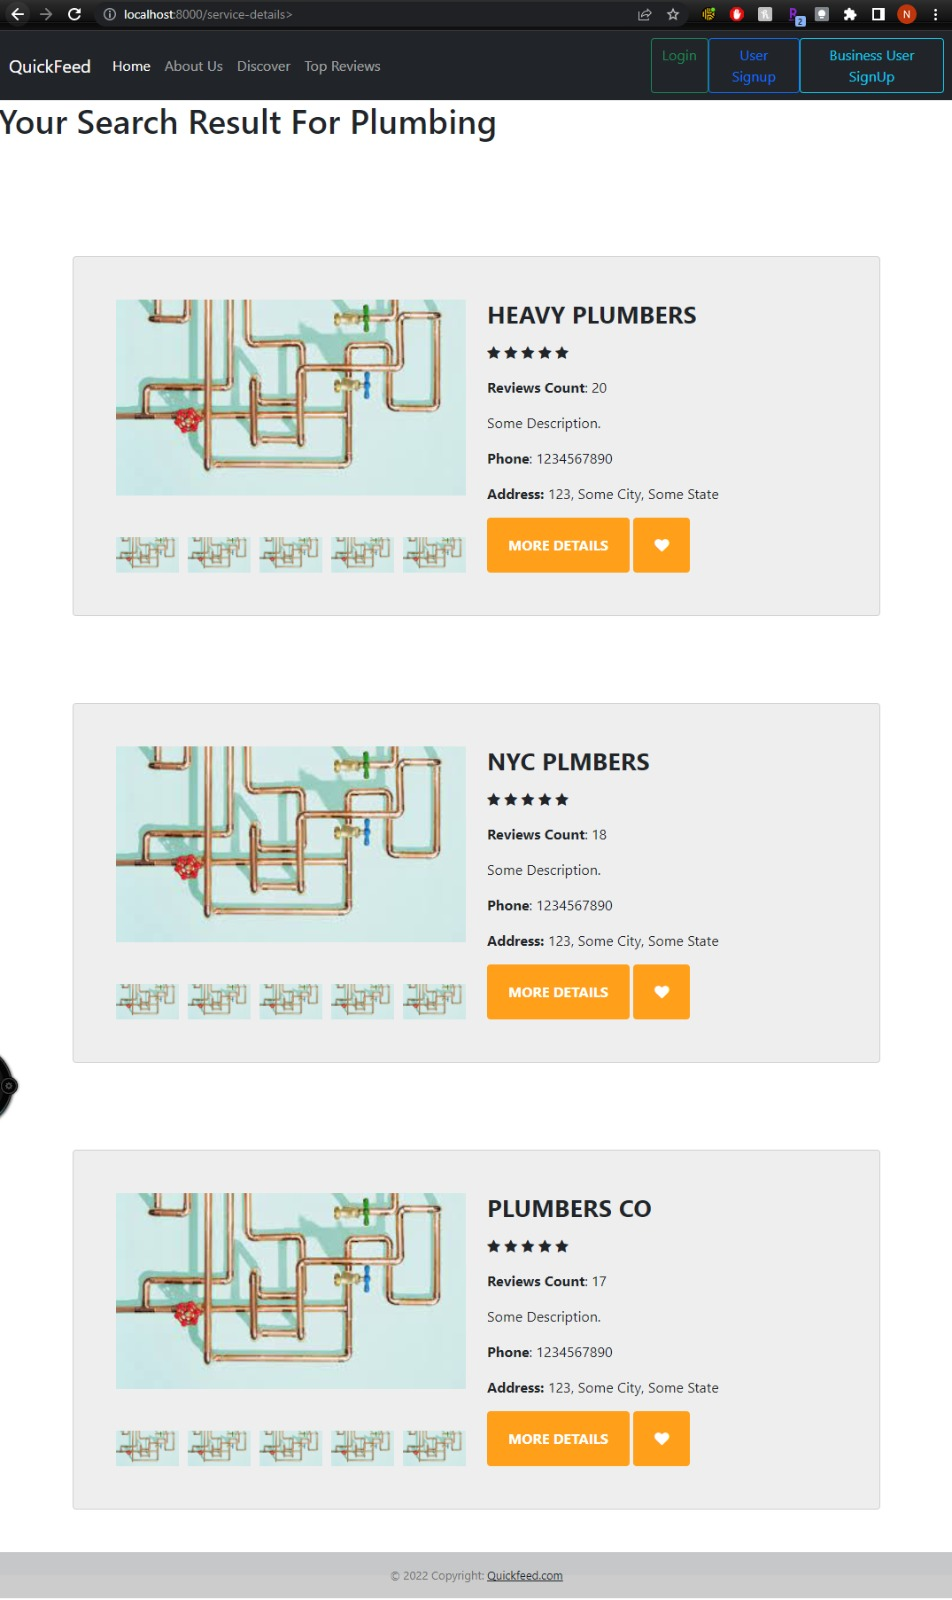 localhost:8000/service-details>
2
N
QuickFeed Home About Us Discover Top Reviews
Login
User
Signup
Business User
SignUp
Your Search Result For Plumbing
HEAVY PLUMBERS
Reviews Count: 20
Some Description.
Phone: 1234567890
Address: 123, Some City, Some State
MORE DETAILS
NYC PLMBERS
Reviews Count: 18
Some Description.
Phone: 1234567890
Address: 123, Some City, Some State
MORE DETAILS
PLUMBERS CO
Reviews Count: 17
Some Description.
Phone: 1234567890
Address: 123, Some City, Some State
MORE DETAILS
© 2022 Copyright: Quickfeed.com